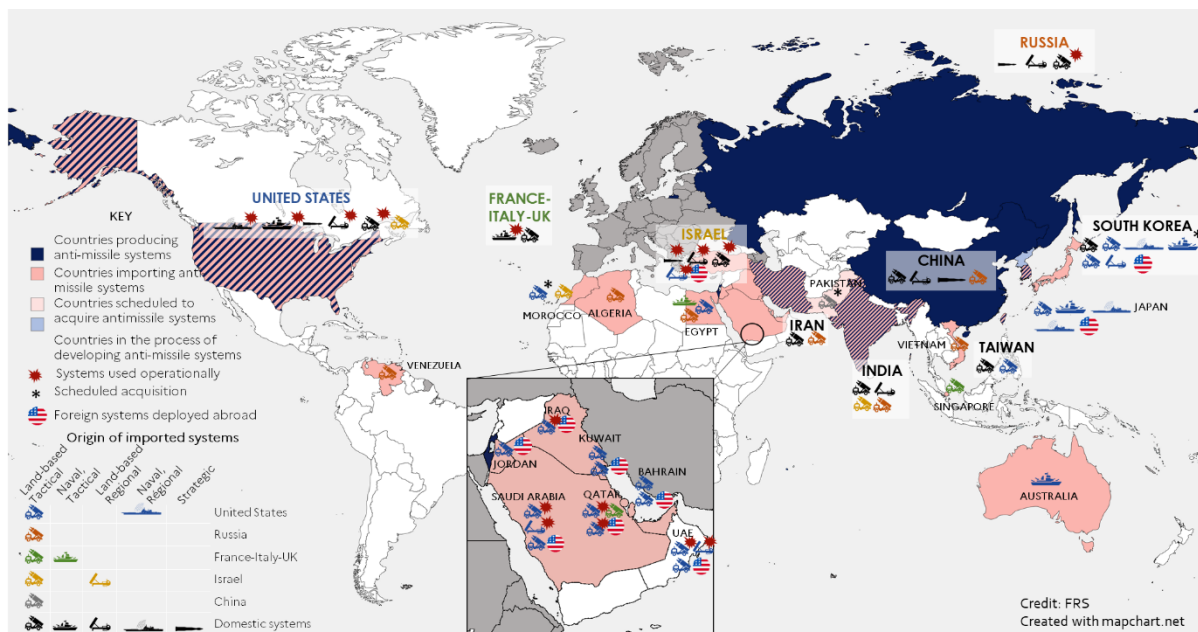 RUSSIA
UNITED STATES
FRANCE-
ITALY-UK
ISRAEL
SOUTH KOREA
*
CHINA
PAKISTAN
*
JAPAN
*
MOROCCO
ALGERIA
EGYPT
IRAN
VIETNAM
TAIWAN
INDIA
SINGAPORE
VENEZUELA
AUSTRALIA
KEY
Countries producing
anti-missile systems
Countries importing anti
missile systems
Countries scheduled to
acquire antimissile systems
Countries in the process of
developing anti-missile systems
Systems used operationally
* Scheduled acquisition
Foreign systems deployed abroad
Origin of imported systems
Land-based
Tactical
Naval,
Tactical
Land-based
Regional
Naval,
Regional
Strategic
United States
Russia
France-Italy-UK
Israel
China
Domestic systems
IRAQ
JORDAN
KUWAIT
BAHRAIN
SAUDI ARABIA
QATAR
UAE
Credit: FRS
Created with mapchart.net